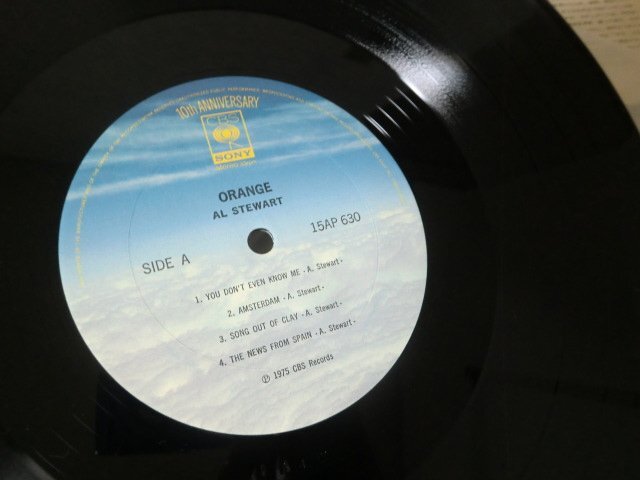 10th ANNIVERSARY
CBS
SONY
Stereo
ORANGE
AL STEWART
SIDE A
15AP 630
1. YOU DON'T EVEN KNOW ME - A. Stewart -
2. AMSTERDAM - A. Stewart -
3. SONG OUT OF CLAY - A. Stewart -
4. THE NEWS FROM SPAIN - A. Stewart -
℗ 1975 CBS Records